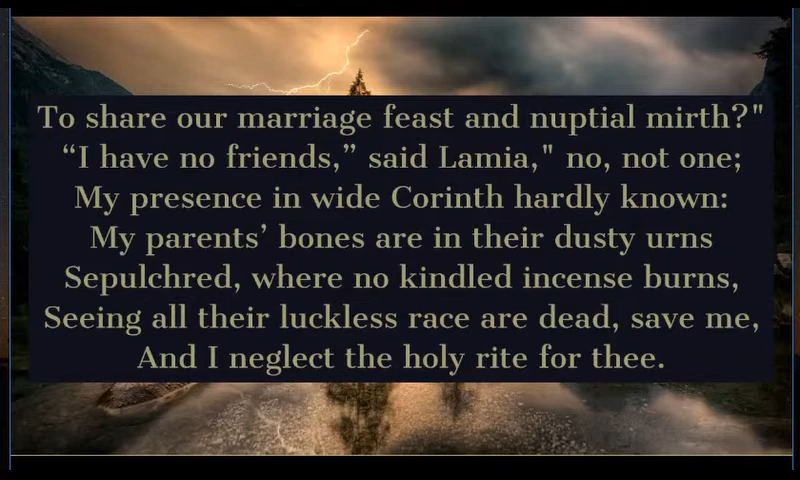 To share our marriage feast and nuptial mirth?"
“I have no friends,” said Lamia," no, not one;
My presence in wide Corinth hardly known:
My parents’ bones are in their dusty urns
Sepulchred, where no kindled incense burns,
Seeing all their luckless race are dead, save me,
And I neglect the holy rite for thee.